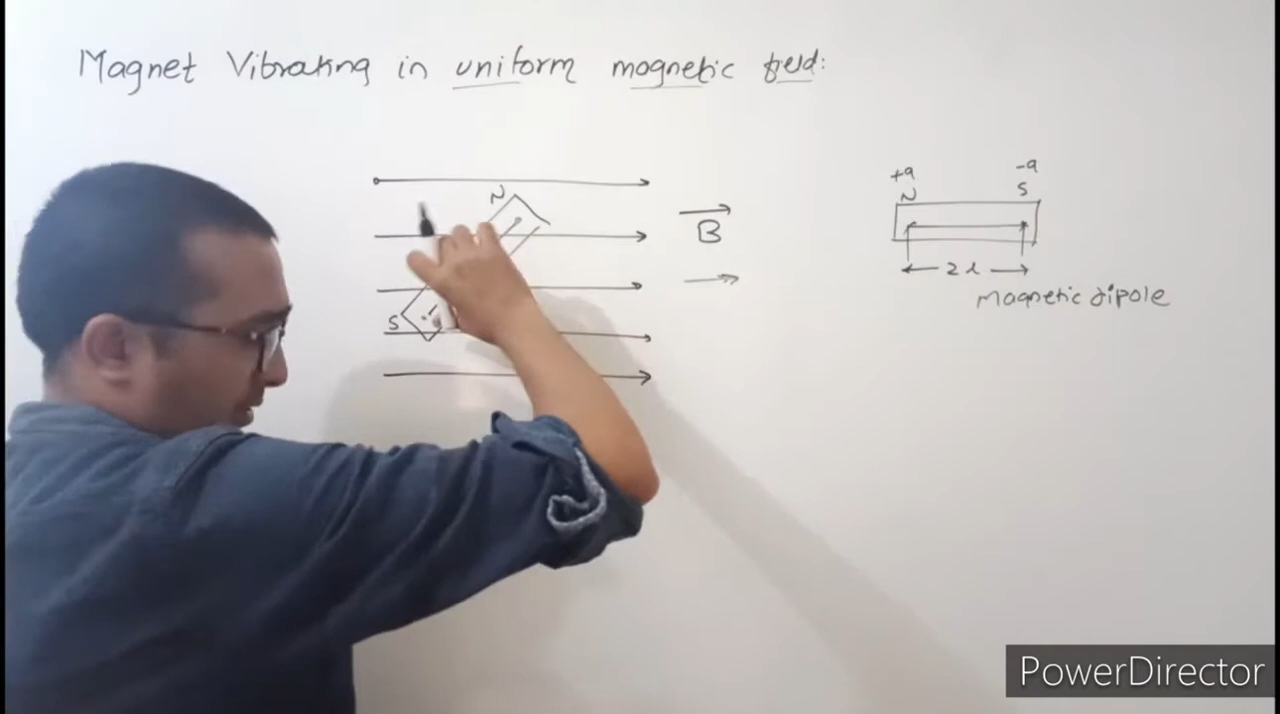 Magnet Vibrating in uniform magnetic field:
N
S
B
+q
-q
N
S
2l
Magnetic dipole
PowerDirector